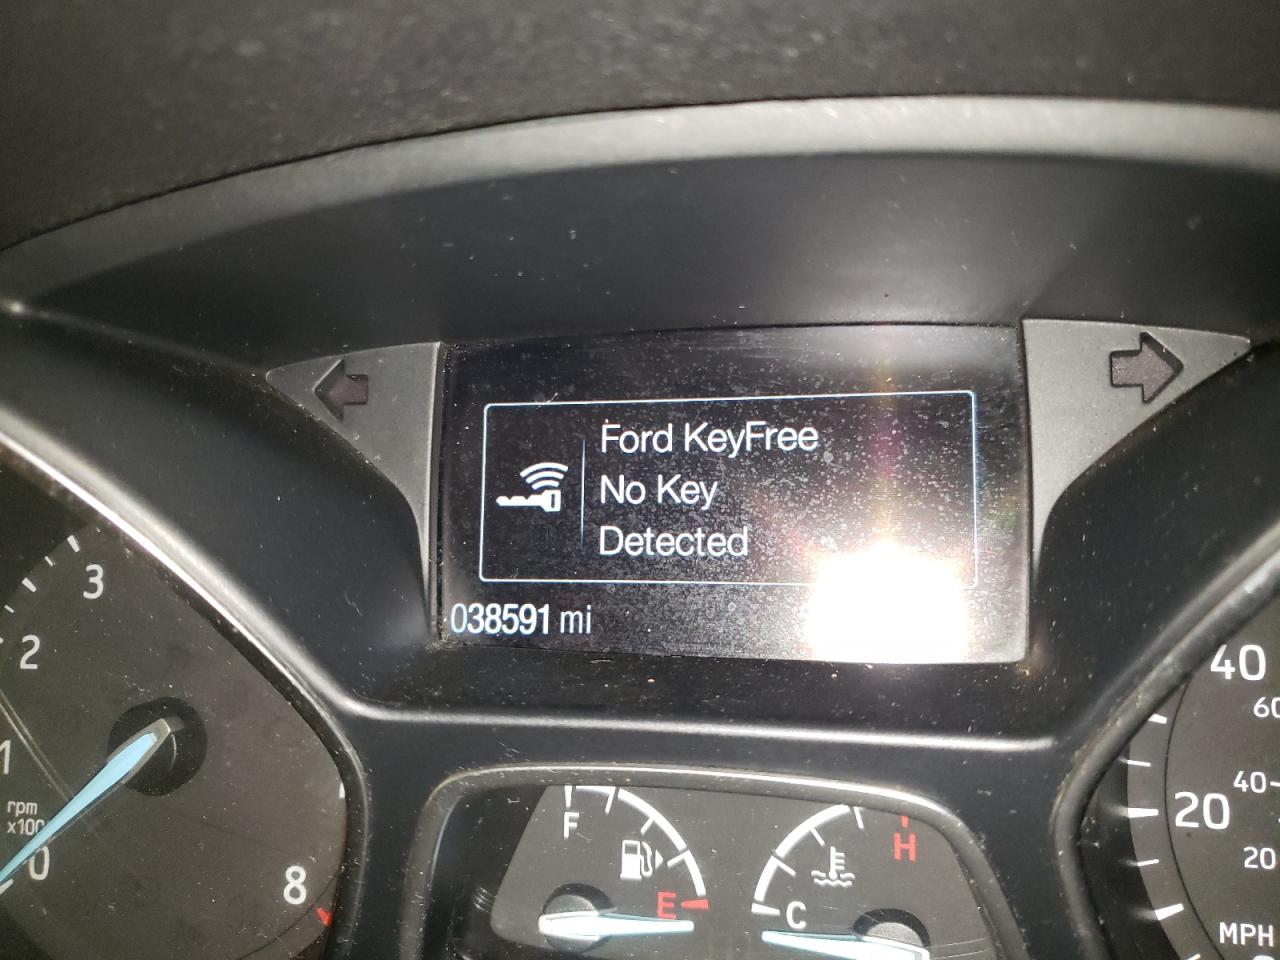 Ford KeyFree
No Key
Detected
038591 mi
3
2
1
rpm
x100
0
8
F
E
H
C
40
60
40
20
20
MPH